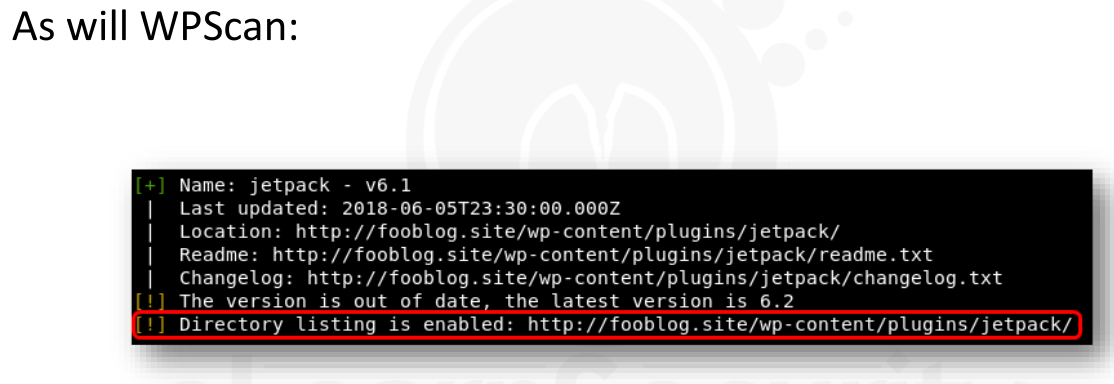 As will WPScan:
[+] Name: jetpack - v6.1
| Last updated: 2018-06-05T23:30:00.000Z
| Location: http://fooblog.site/wp-content/plugins/jetpack/
| Readme: http://fooblog.site/wp-content/plugins/jetpack/readme.txt
| Changelog: http://fooblog.site/wp-content/plugins/jetpack/changelog.txt
[!] The version is out of date, the latest version is 6.2
[!] Directory listing is enabled: http://fooblog.site/wp-content/plugins/jetpack/